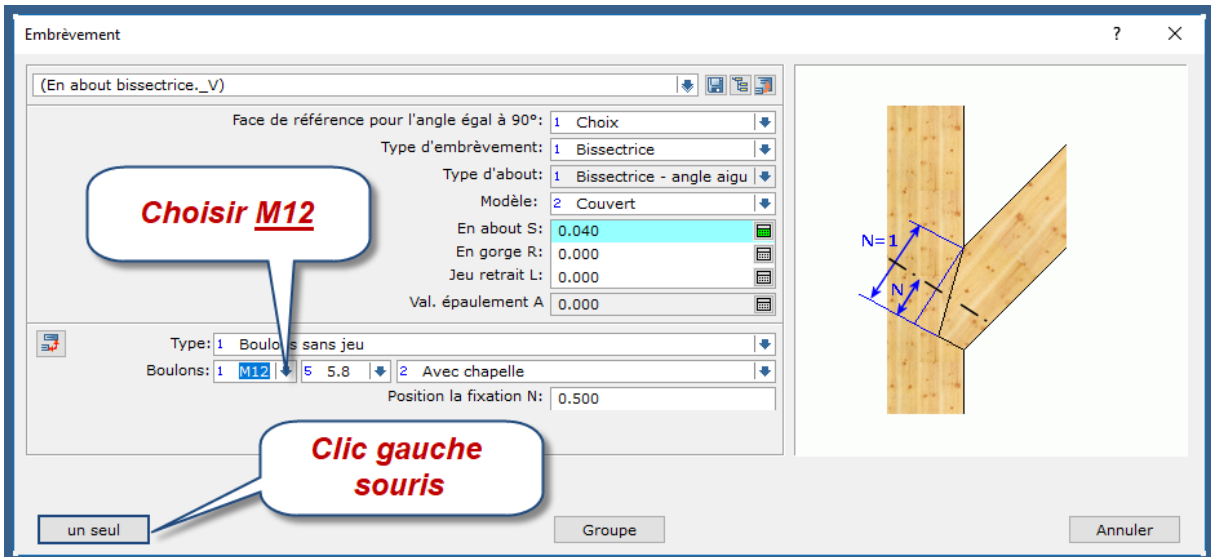 Embrèvement
?
(En about bissectrice._V)
Face de référence pour l'angle égal à 90°: 1 Choix
Type d'embrèvement: 1 Bissectrice
Type d'about: 1 Bissectrice - angle aigu
Modèle: 2 Couvert
En about S: 0.040
En gorge R: 0.000
Jeu retrait L: 0.000
Val. épaulement A 0.000
Choisir M12
Type: 1 Boulons sans jeu
Boulons: 1 M12 5 5.8 2 Avec chapelle
Position la fixation N: 0.500
Clic gauche
souris
N=1
N
un seul
Groupe
Annuler